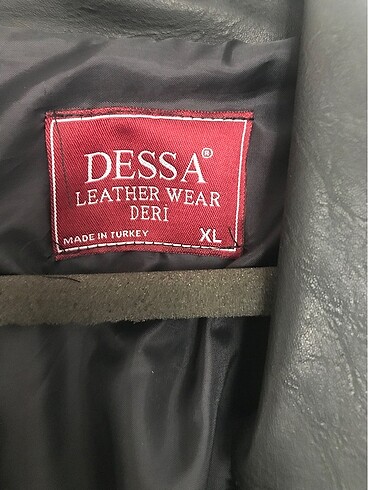 DESSA®
LEATHER WEAR
DERI
MADE IN TURKEY XL